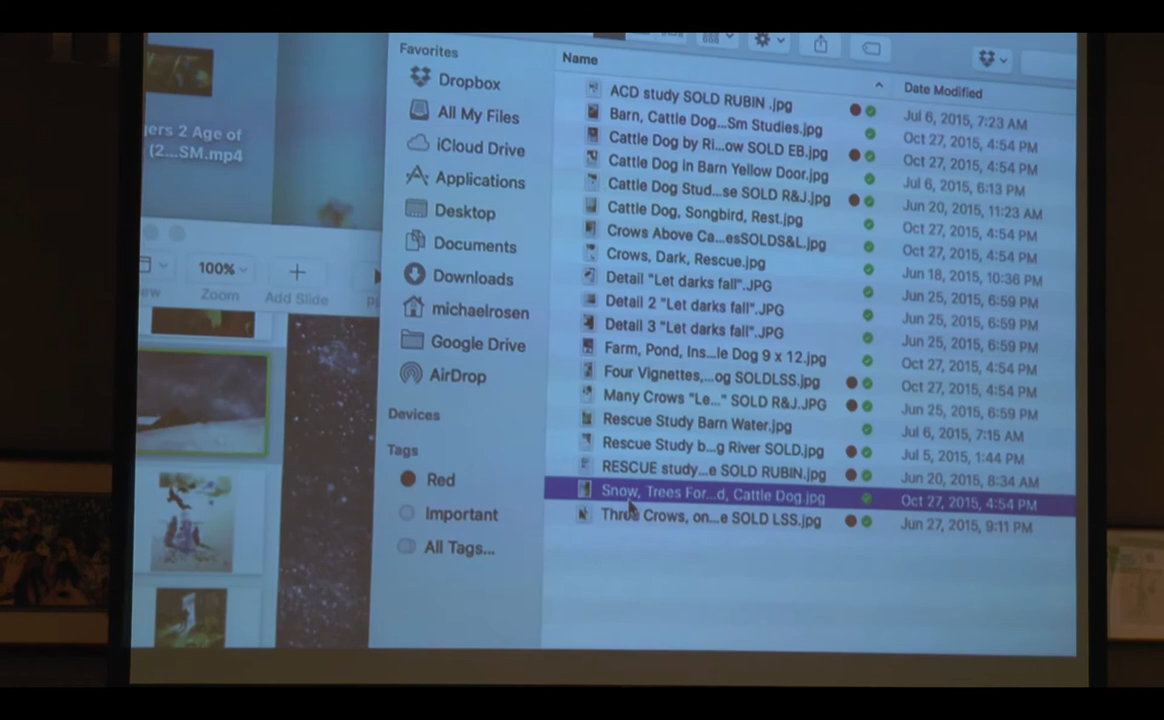 Favorites
Dropbox
All My Files
iCloud Drive
Applications
Desktop
Documents
Downloads
michaelrosen
Google Drive
AirDrop
Devices
Tags
Red
Important
All Tags...
Name
Date Modified
ACD study SOLD RUBIN .jpg
Jul 6, 2015, 7:23 AM
Barn, Cattle Dog...Sm Studies.jpg
Oct 27, 2015, 4:54 PM
Cattle Dog by Ri...ow SOLD EB.jpg
Oct 27, 2015, 4:54 PM
Cattle Dog in Barn Yellow Door.jpg
Jul 6, 2015, 6:13 PM
Cattle Dog Stud...se SOLD R&J.jpg
Jun 20, 2015, 11:23 AM
Cattle Dog, Songbird, Rest.jpg
Oct 27, 2015, 4:54 PM
Crows Above Ca...esSOLDS&L.jpg
Oct 27, 2015, 4:54 PM
Crows, Dark, Rescue.jpg
Jun 18, 2015, 10:36 PM
Detail "Let darks fall".JPG
Jun 25, 2015, 6:59 PM
Detail 2 "Let darks fall".JPG
Jun 25, 2015, 6:59 PM
Detail 3 "Let darks fall".JPG
Jun 25, 2015, 6:59 PM
Farm, Pond, Ins...le Dog 9 x 12.jpg
Oct 27, 2015, 4:54 PM
Four Vignettes,...og SOLDLSS.jpg
Oct 27, 2015, 4:54 PM
Many Crows "Le..." SOLD R&J.JPG
Jun 25, 2015, 6:59 PM
Rescue Study Barn Water.jpg
Jul 6, 2015, 7:15 AM
Rescue Study b...g River SOLD.jpg
Jul 5, 2015, 1:44 PM
RESCUE study...e SOLD RUBIN.jpg
Jun 20, 2015, 8:34 AM
Snow, Trees For...d, Cattle Dog.jpg
Oct 27, 2015, 4:54 PM
Three Crows, on...e SOLD LSS.jpg
Jun 27, 2015, 9:11 PM
gers 2 Age of
(2...SM.mp4
100%
ew
Zoom
Add Slide